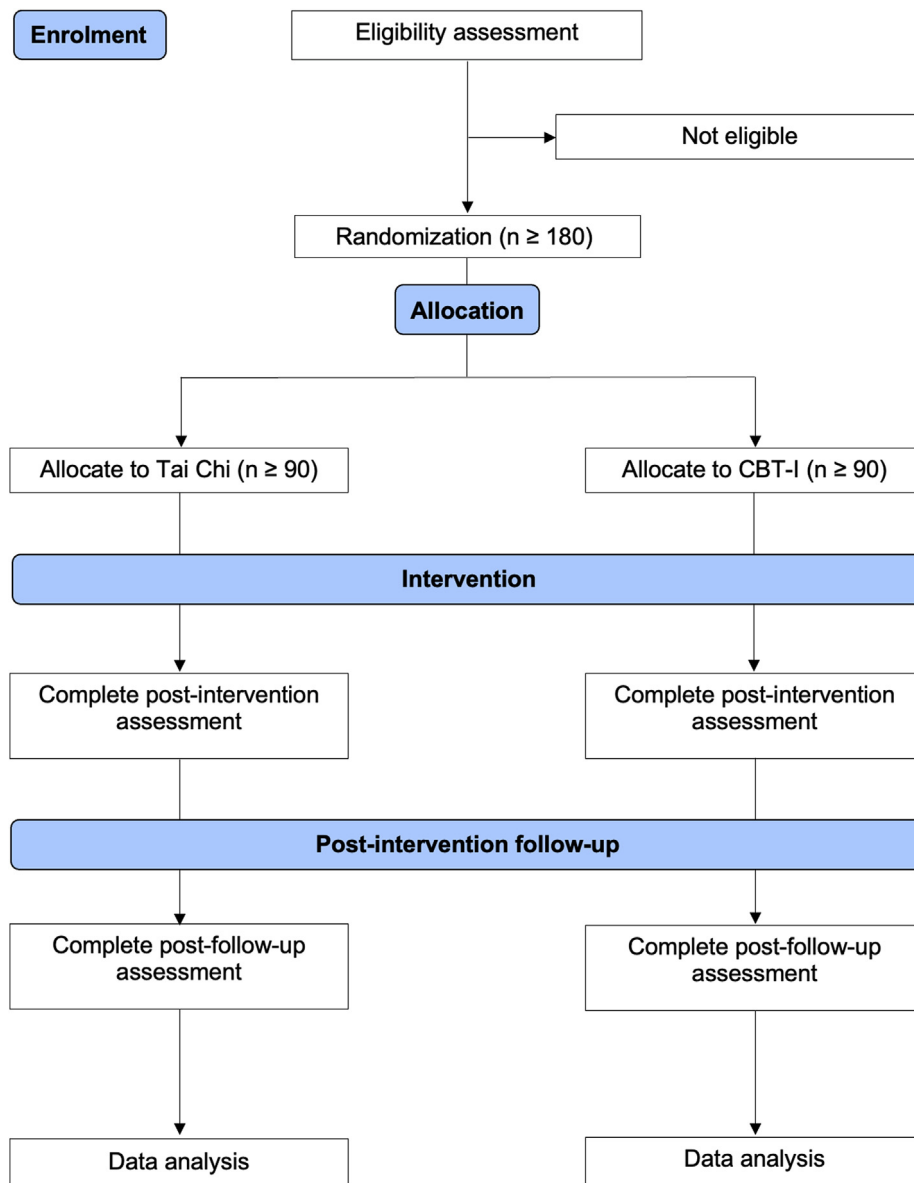 Enrolment
Eligibility assessment
Not eligible
Randomization (n ≥ 180)
Allocation
Allocate to Tai Chi (n ≥ 90)
Allocate to CBT-I (n ≥ 90)
Intervention
Complete post-intervention
assessment
Complete post-intervention
assessment
Post-intervention follow-up
Complete post-follow-up
assessment
Complete post-follow-up
assessment
Data analysis
Data analysis